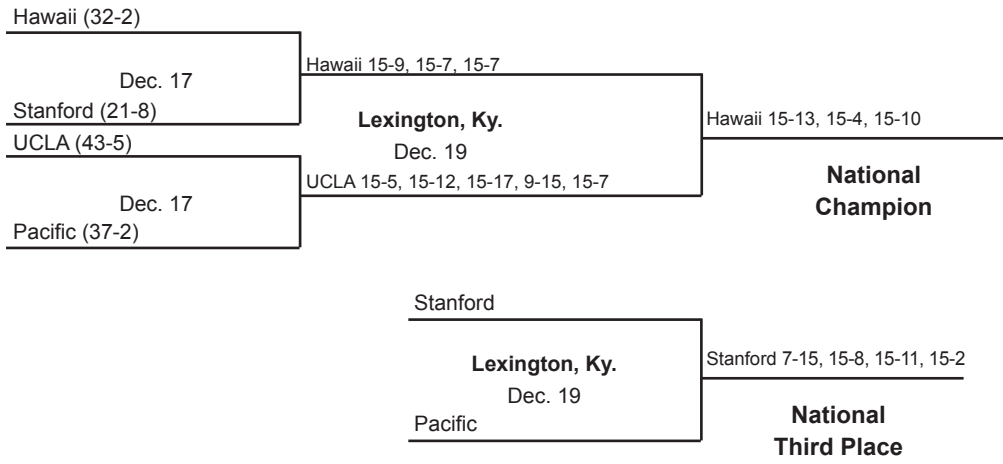 Hawaii (32-2)
Dec. 17
Stanford (21-8)
Hawaii 15-9, 15-7, 15-7
UCLA (43-5)
Dec. 17
Pacific (37-2)
UCLA 15-5, 15-12, 15-17, 9-15, 15-7
Lexington, Ky.
Dec. 19
Hawaii 15-13, 15-4, 15-10
National
Champion
Stanford
Lexington, Ky.
Dec. 19
Pacific
Stanford 7-15, 15-8, 15-11, 15-2
National
Third Place